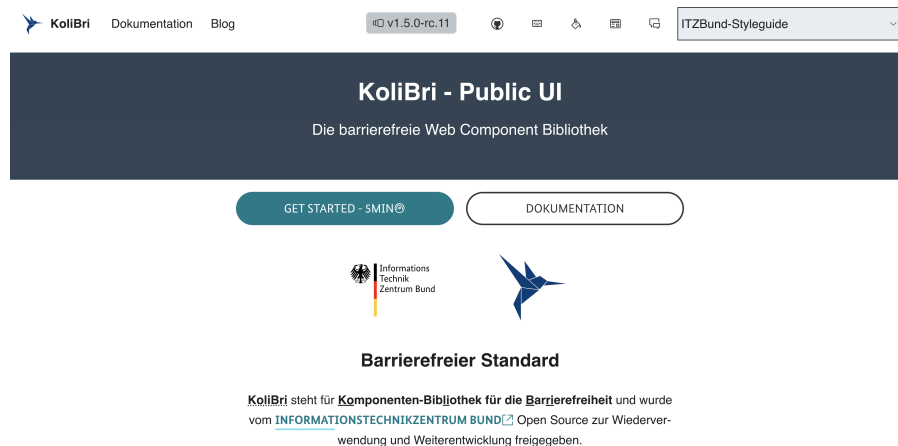 KoliBri Dokumentation Blog v1.5.0-rc.11 ITZBund-Styleguide
KoliBri - Public UI
Die barrierefreie Web Component Bibliothek
GET STARTED - 5MIN DOKUMENTATION
Informations
Technik
Zentrum Bund
Barrierefreier Standard
KoliBri steht für Komponenten-Bibliothek für die Barrierefreiheit und wurde
vom INFORMATIONSTECHNIKZENTRUM BUND Open Source zur Wiederver-
wendung und Weiterentwicklung freigegeben.